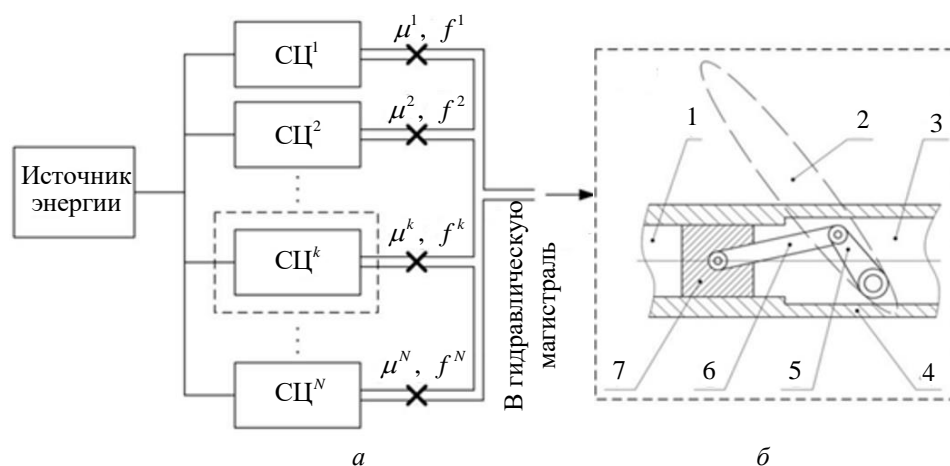 СЦ¹
μ¹, f¹
СЦ²
μ², f²
Источник
энергии
СЦᵏ
μᵏ, fᵏ
СЦᴺ
μᴺ, fᴺ
В гидравлическую
магистраль
1
2
3
7
6
5
4
а
б